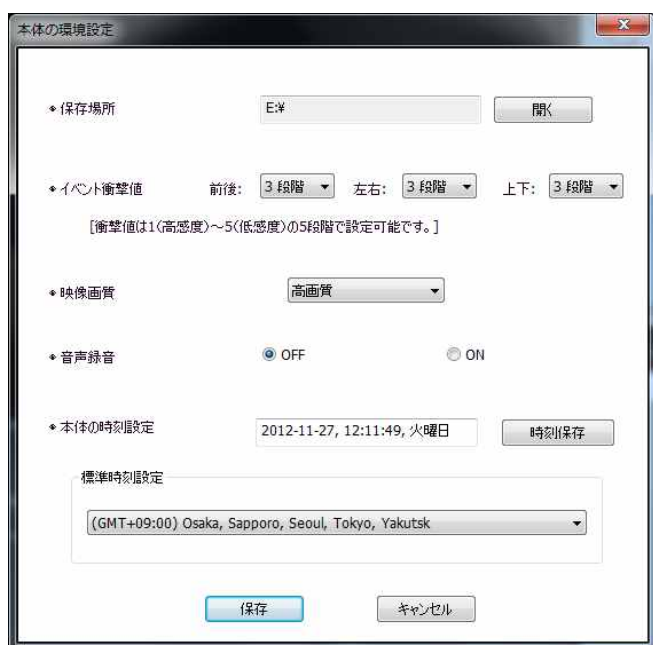 本体の環境設定
保存場所 E:¥ 開く
イベント衝撃値 前後: 3 段階 左右: 3 段階 上下: 3 段階
[衝撃値は1(高感度)～5(低感度)の5段階で設定可能です。]
映像画質 高画質
音声録音 OFF ON
本体の時刻設定 2012-11-27, 12:11:49, 火曜日 時刻保存
標準時刻設定
(GMT+09:00) Osaka, Sapporo, Seoul, Tokyo, Yakutsk
保存 キャンセル